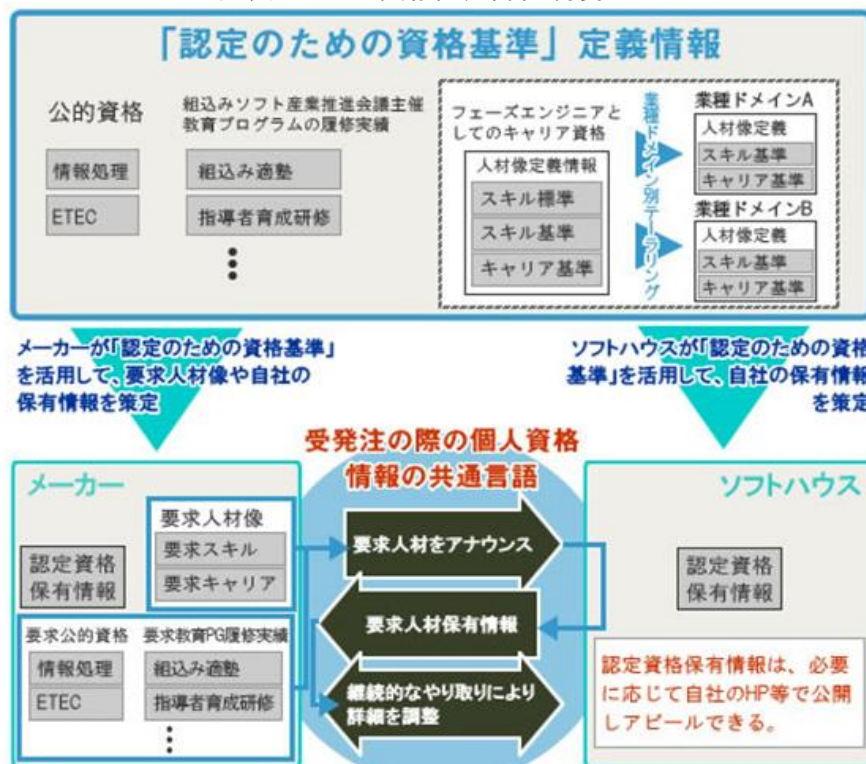 「認定のための資格基準」定義情報
公的資格
情報処理
ETEC
組込みソフト産業推進会議主催
教育プログラムの履修実績
組込み適塾
指導者育成研修
フェーズエンジニアと
してのキャリア資格
人材像定義情報
スキル標準
スキル基準
キャリア基準
業種ドメイン別テーラリング
業種ドメインA
人材像定義
スキル基準
キャリア基準
業種ドメインB
人材像定義
スキル基準
キャリア基準
メーカーが「認定のための資格基準」
を活用して、要求人材像や自社の
保有情報を策定
ソフトハウスが「認定のための資格
基準」を活用して、自社の保有情報
を策定
受発注の際の個人資格
情報の共通言語
メーカー
認定資格
保有情報
要求人材像
要求スキル
要求キャリア
要求公的資格
情報処理
ETEC
要求教育PG履修実績
組込み適塾
指導者育成研修
要求人材をアナウンス
要求人材保有情報
継続的なやり取りにより
詳細を調整
ソフトハウス
認定資格
保有情報
認定資格保有情報は、必要
に応じて自社のHP等で公開
しアピールできる。